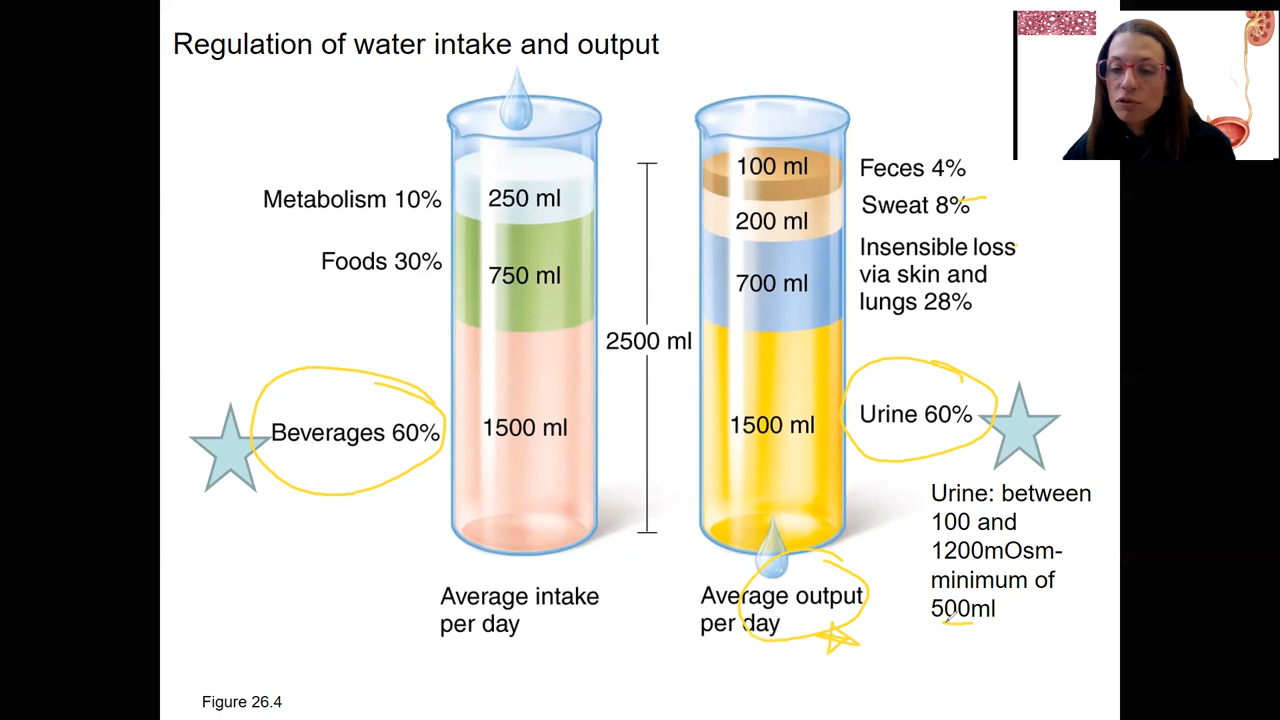 Regulation of water intake and output
Metabolism 10%
250 ml
Foods 30%
750 ml
Beverages 60%
1500 ml
Average intake
per day
2500 ml
100 ml
Feces 4%
200 ml
Sweat 8%
700 ml
Insensible loss
via skin and
lungs 28%
1500 ml
Urine 60%
Average output
per day
Urine: between
100 and
1200mOsm-
minimum of
500ml
Figure 26.4